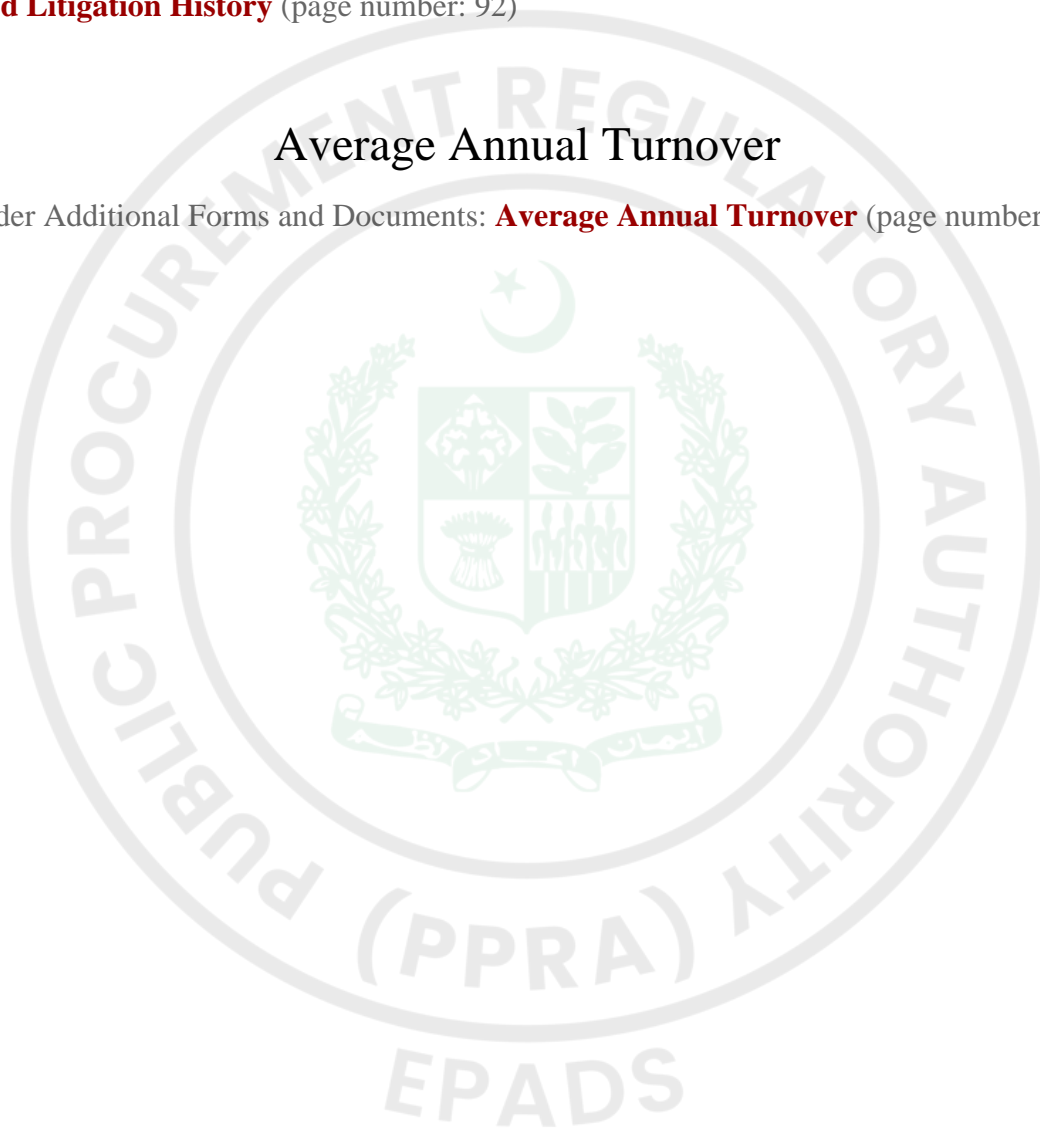 d Litigation History (page number: 92)
Average Annual Turnover
der Additional Forms and Documents: Average Annual Turnover (page number
PUBLIC PROCUREMENT REGULATORY AUTHORITY
(PPRA)
EPADS